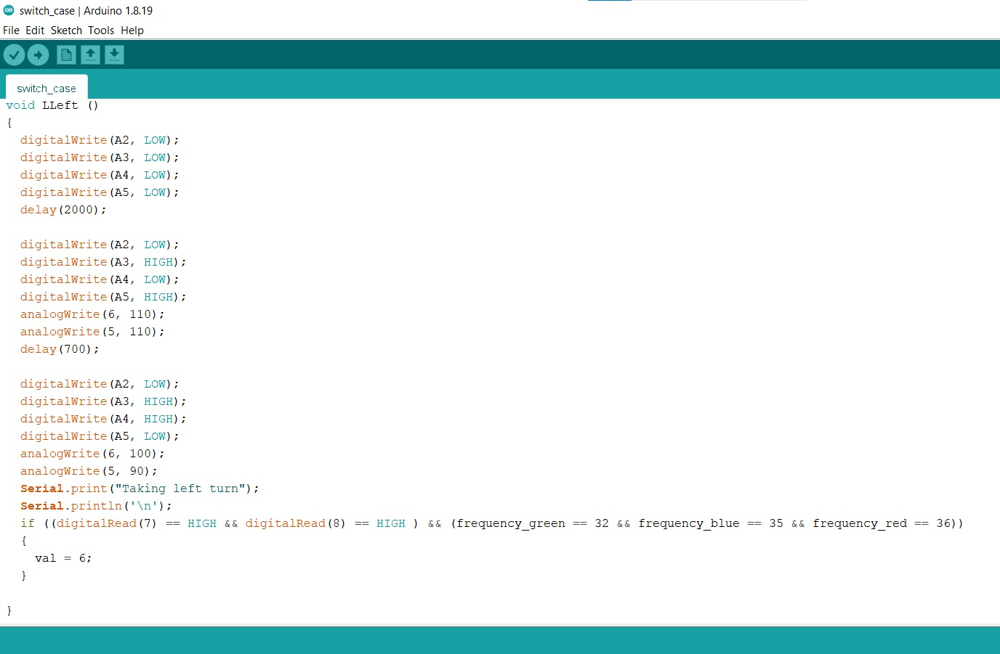 switch_case | Arduino 1.8.19
File Edit Sketch Tools Help
switch_case
void LLeft ()
{
  digitalWrite(A2, LOW);
  digitalWrite(A3, LOW);
  digitalWrite(A4, LOW);
  digitalWrite(A5, LOW);
  delay(2000);

  digitalWrite(A2, LOW);
  digitalWrite(A3, HIGH);
  digitalWrite(A4, LOW);
  digitalWrite(A5, HIGH);
  analogWrite(6, 110);
  analogWrite(5, 110);
  delay(700);

  digitalWrite(A2, LOW);
  digitalWrite(A3, HIGH);
  digitalWrite(A4, HIGH);
  digitalWrite(A5, LOW);
  analogWrite(6, 100);
  analogWrite(5, 90);
  Serial.print("Taking left turn");
  Serial.println('\n');
  if ((digitalRead(7) == HIGH && digitalRead(8) == HIGH ) && (frequency_green == 32 && frequency_blue == 35 && frequency_red == 36))
  {
    val = 6;
  }

}